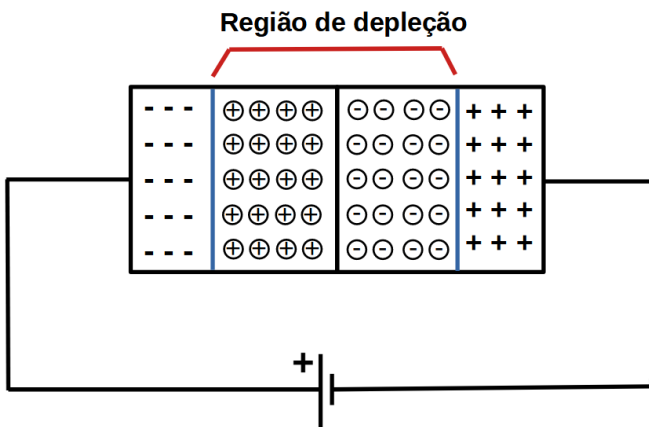 Região de depleção
- - - ⊕ ⊕ ⊕ ⊕ ⊖ ⊖ ⊖ ⊖ + + +
- - - ⊕ ⊕ ⊕ ⊕ ⊖ ⊖ ⊖ ⊖ + + +
- - - ⊕ ⊕ ⊕ ⊕ ⊖ ⊖ ⊖ ⊖ + + +
- - - ⊕ ⊕ ⊕ ⊕ ⊖ ⊖ ⊖ ⊖ + + +
- - - ⊕ ⊕ ⊕ ⊕ ⊖ ⊖ ⊖ ⊖ + + +
+